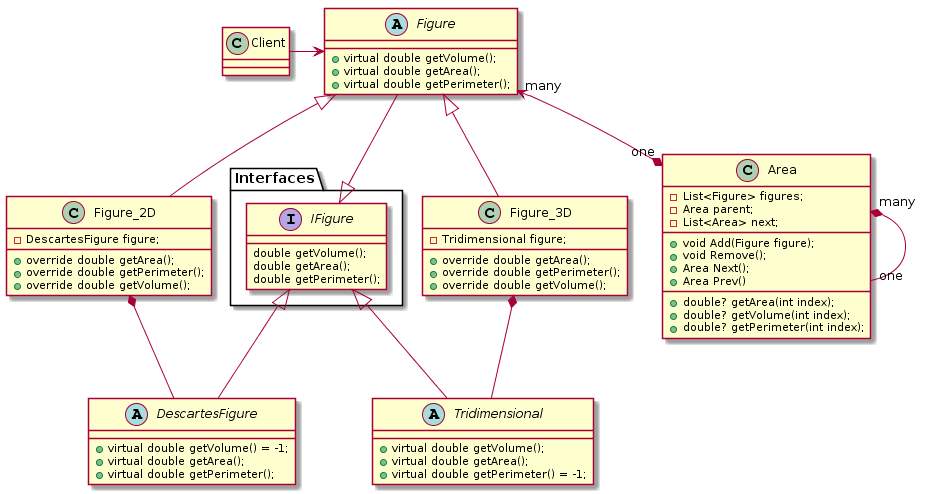 A Figure
virtual double getVolume();
virtual double getArea();
virtual double getPerimeter();
C Client
many
one
C Area
List<Figure> figures;
Area parent;
List<Area> next;
void Add(Figure figure);
void Remove();
Area Next();
Area Prev()
double? getArea(int index);
double? getVolume(int index);
double? getPerimeter(int index);
many
one
Interfaces
I IFigure
double getVolume();
double getArea();
double getPerimeter();
C Figure_2D
DescartesFigure figure;
override double getArea();
override double getPerimeter();
override double getVolume();
C Figure_3D
Tridimensional figure;
override double getArea();
override double getPerimeter();
override double getVolume();
A DescartesFigure
virtual double getVolume() = -1;
virtual double getArea();
virtual double getPerimeter();
A Tridimensional
virtual double getVolume();
virtual double getArea();
virtual double getPerimeter() = -1;